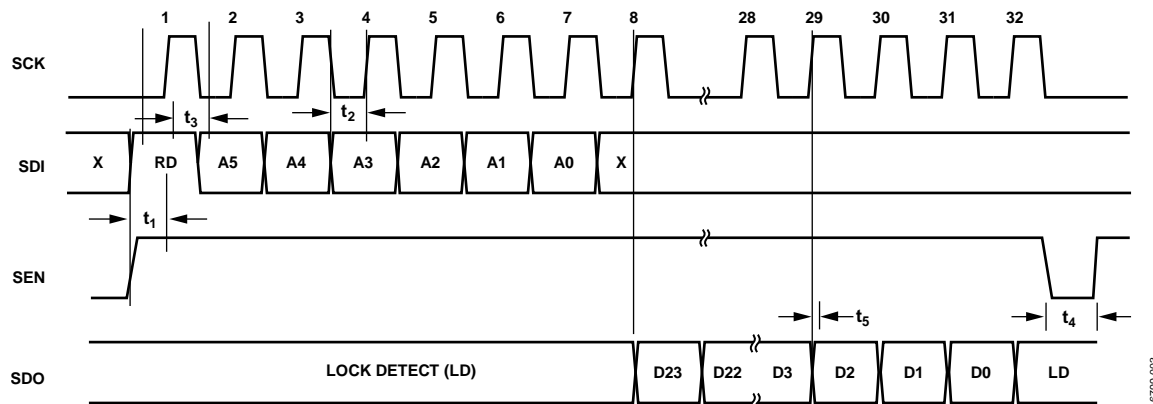 1 2 3 4 5 6 7 8 28 29 30 31 32
SCK
t3 t2
SDI X RD A5 A4 A3 A2 A1 A0 X
t1
SEN
t5 t4
SDO LOCK DETECT (LD) D23 D22 D3 D2 D1 D0 LD